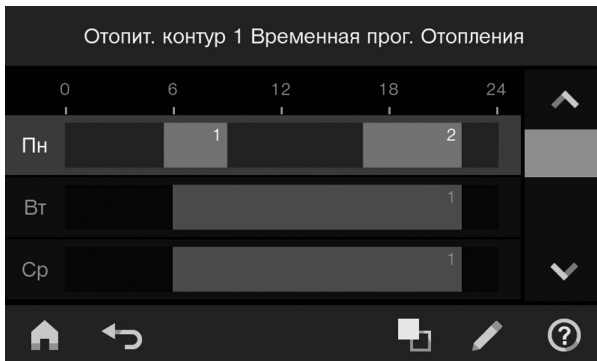 Отопит. контур 1 Временная прог. Отопления
0 6 12 18 24
Пн 1 2
Вт 1
Ср 1
?